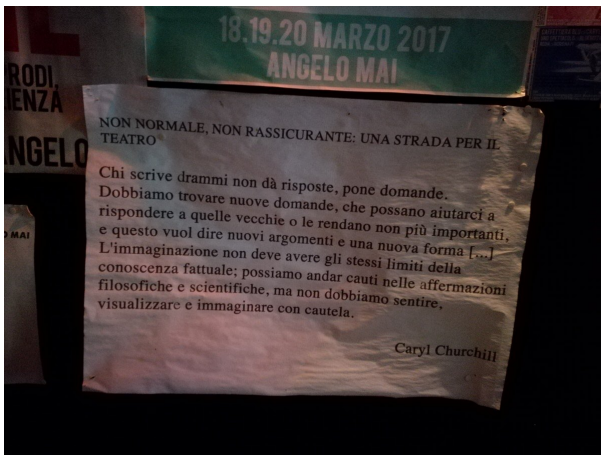 18.19.20 MARZO 2017
ANGELO MAI
IRODI,
IENZA
NGELO
O MAI
NON NORMALE, NON RASSICURANTE: UNA STRADA PER IL
TEATRO
Chi scrive drammi non dà risposte, pone domande.
Dobbiamo trovare nuove domande, che possano aiutarci a
rispondere a quelle vecchie o le rendano non più importanti,
e questo vuol dire nuovi argomenti e una nuova forma [...]
L'immaginazione non deve avere gli stessi limiti della
conoscenza fattuale; possiamo andar cauti nelle affermazioni
filosofiche e scientifiche, ma non dobbiamo sentire,
visualizzare e immaginare con cautela.
Caryl Churchill